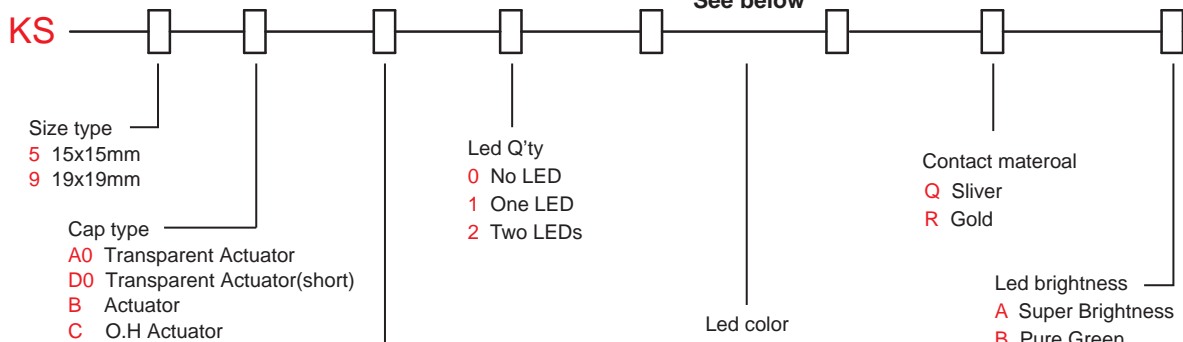 See below
KS
Size type
5 15x15mm
9 19x19mm
Cap type
A0 Transparent Actuator
D0 Transparent Actuator(short)
B Actuator
C O.H Actuator
Led Q'ty
0 No LED
1 One LED
2 Two LEDs
Led color
Contact materoal
Q Sliver
R Gold
Led brightness
A Super Brightness
B Pure Green